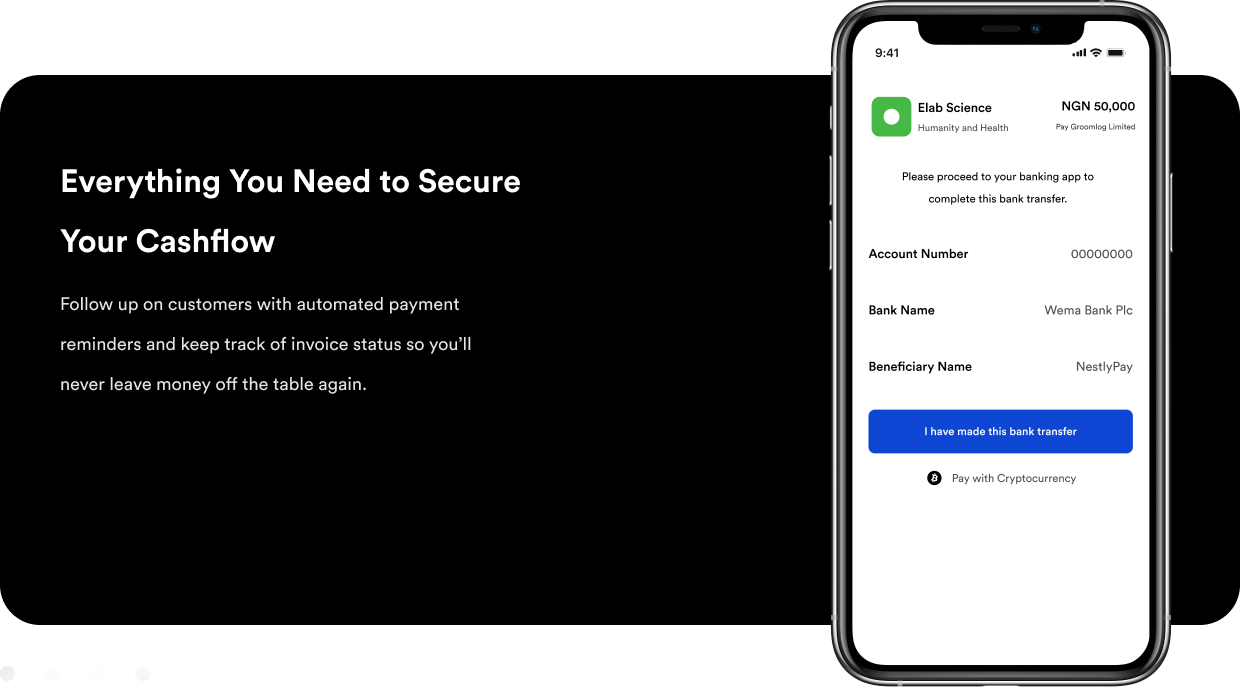 Everything You Need to Secure
Your Cashflow
Follow up on customers with automated payment
reminders and keep track of invoice status so you’ll
never leave money off the table again.
9:41
Elab Science
NGN 50,000
Humanity and Health
Pay Groomlog Limited
Please proceed to your banking app to
complete this bank transfer.
Account Number
00000000
Bank Name
Wema Bank Plc
Beneficiary Name
NestlyPay
I have made this bank transfer
Pay with Cryptocurrency